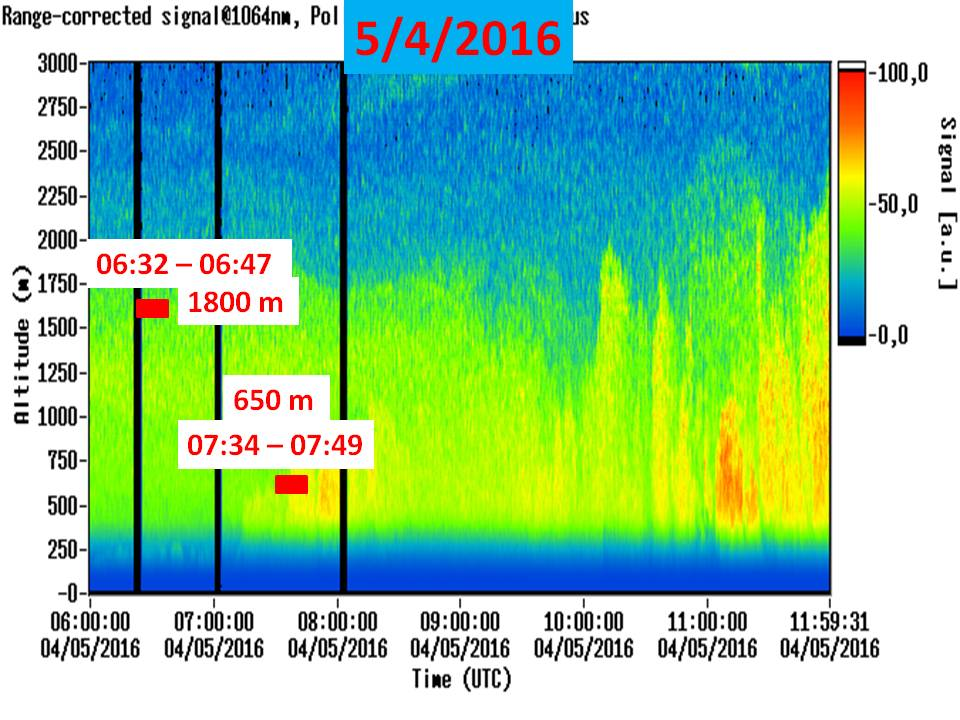 Range-corrected signal@1064nm, Pol
us
5/4/2016
3000
2750
2500
2250
2000
1750
1500
1250
1000
750
500
250
0
Altitude (m)
06:32 – 06:47
1800 m
650 m
07:34 – 07:49
100,0
50,0
0,0
Signal [a.u.]
06:00:00 07:00:00 08:00:00 09:00:00 10:00:00 11:00:00 11:59:31
04/05/2016 04/05/2016 04/05/2016 04/05/2016 04/05/2016 04/05/2016 04/05/2016
Time (UTC)